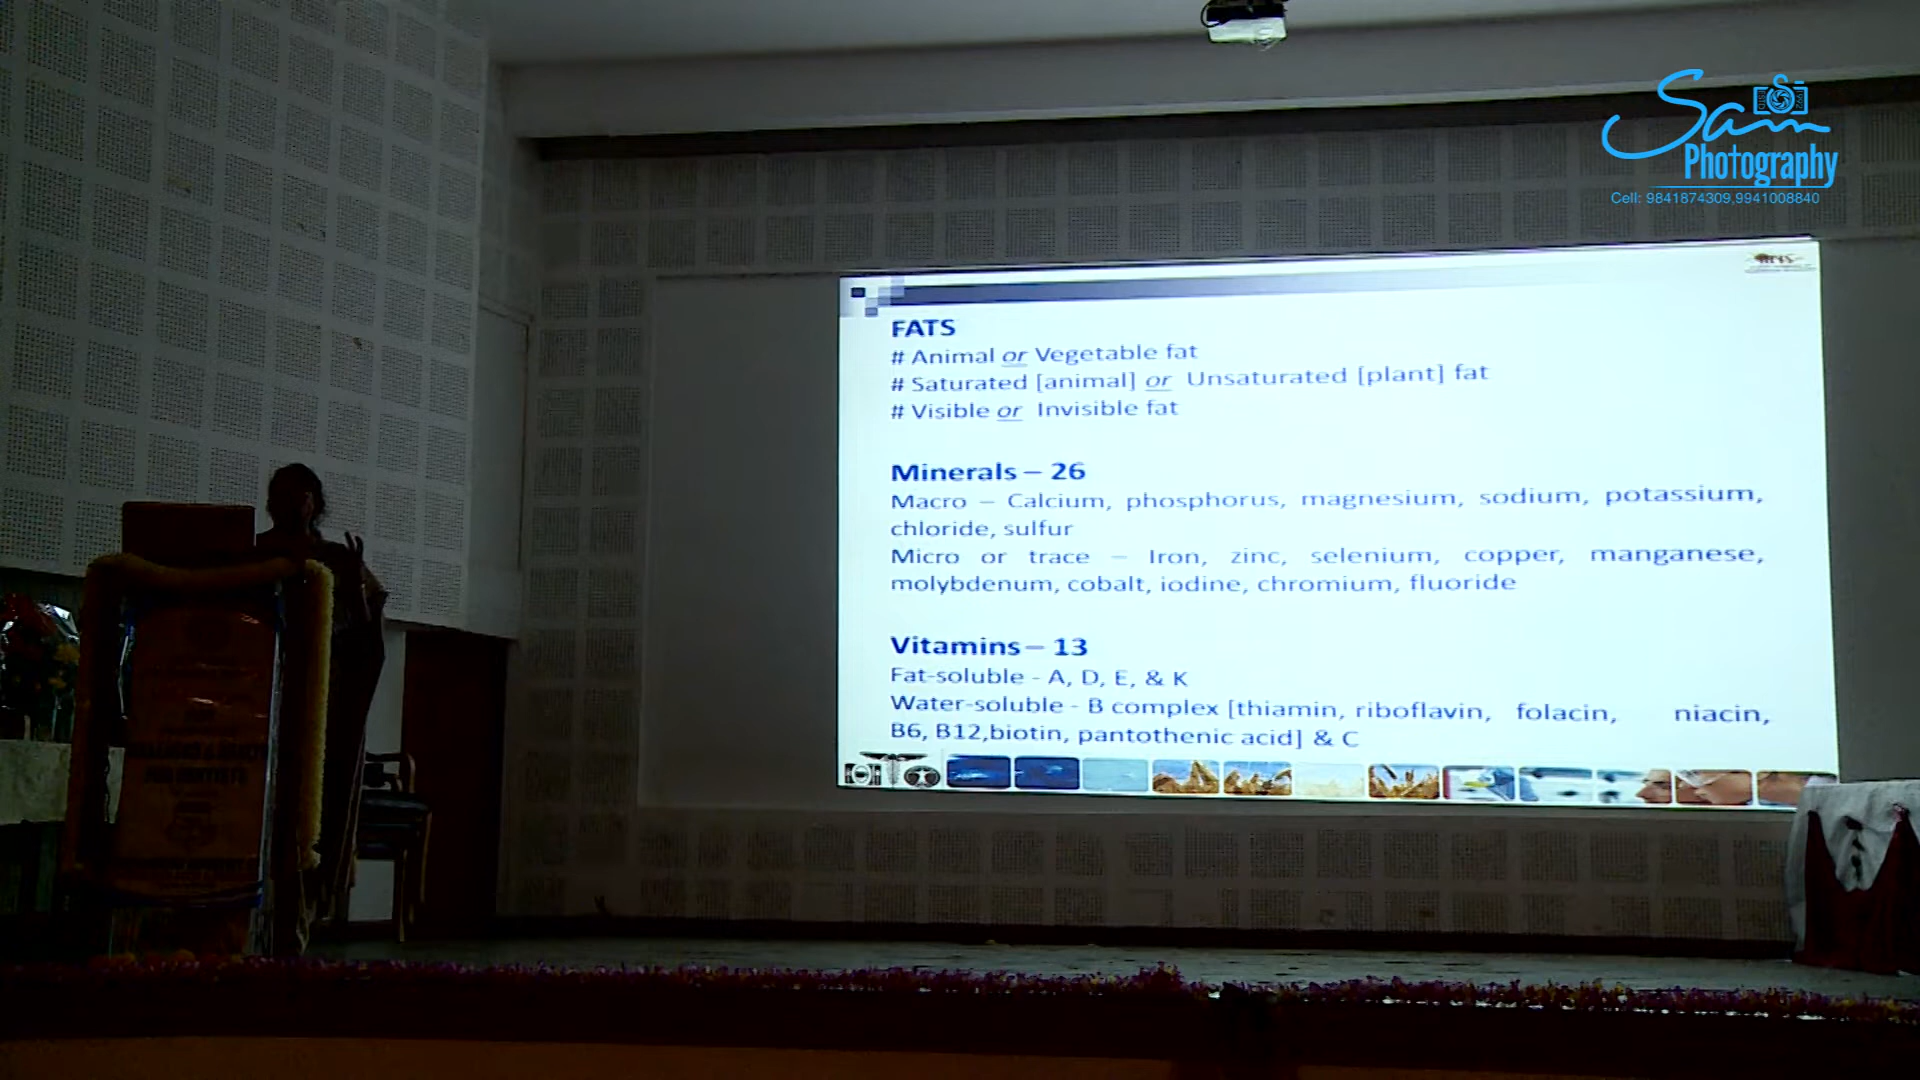 Sam
Photography
Cell: 9841874309,9941008840
FATS
# Animal or Vegetable fat
# Saturated [animal] or Unsaturated [plant] fat
# Visible or Invisible fat
Minerals – 26
Macro – Calcium, phosphorus, magnesium, sodium, potassium,
chloride, sulfur
Micro or trace – Iron, zinc, selenium, copper, manganese,
molybdenum, cobalt, iodine, chromium, fluoride
Vitamins – 13
Fat-soluble - A, D, E, & K
Water-soluble - B complex [thiamin, riboflavin, folacin, niacin,
B6, B12,biotin, pantothenic acid] & C